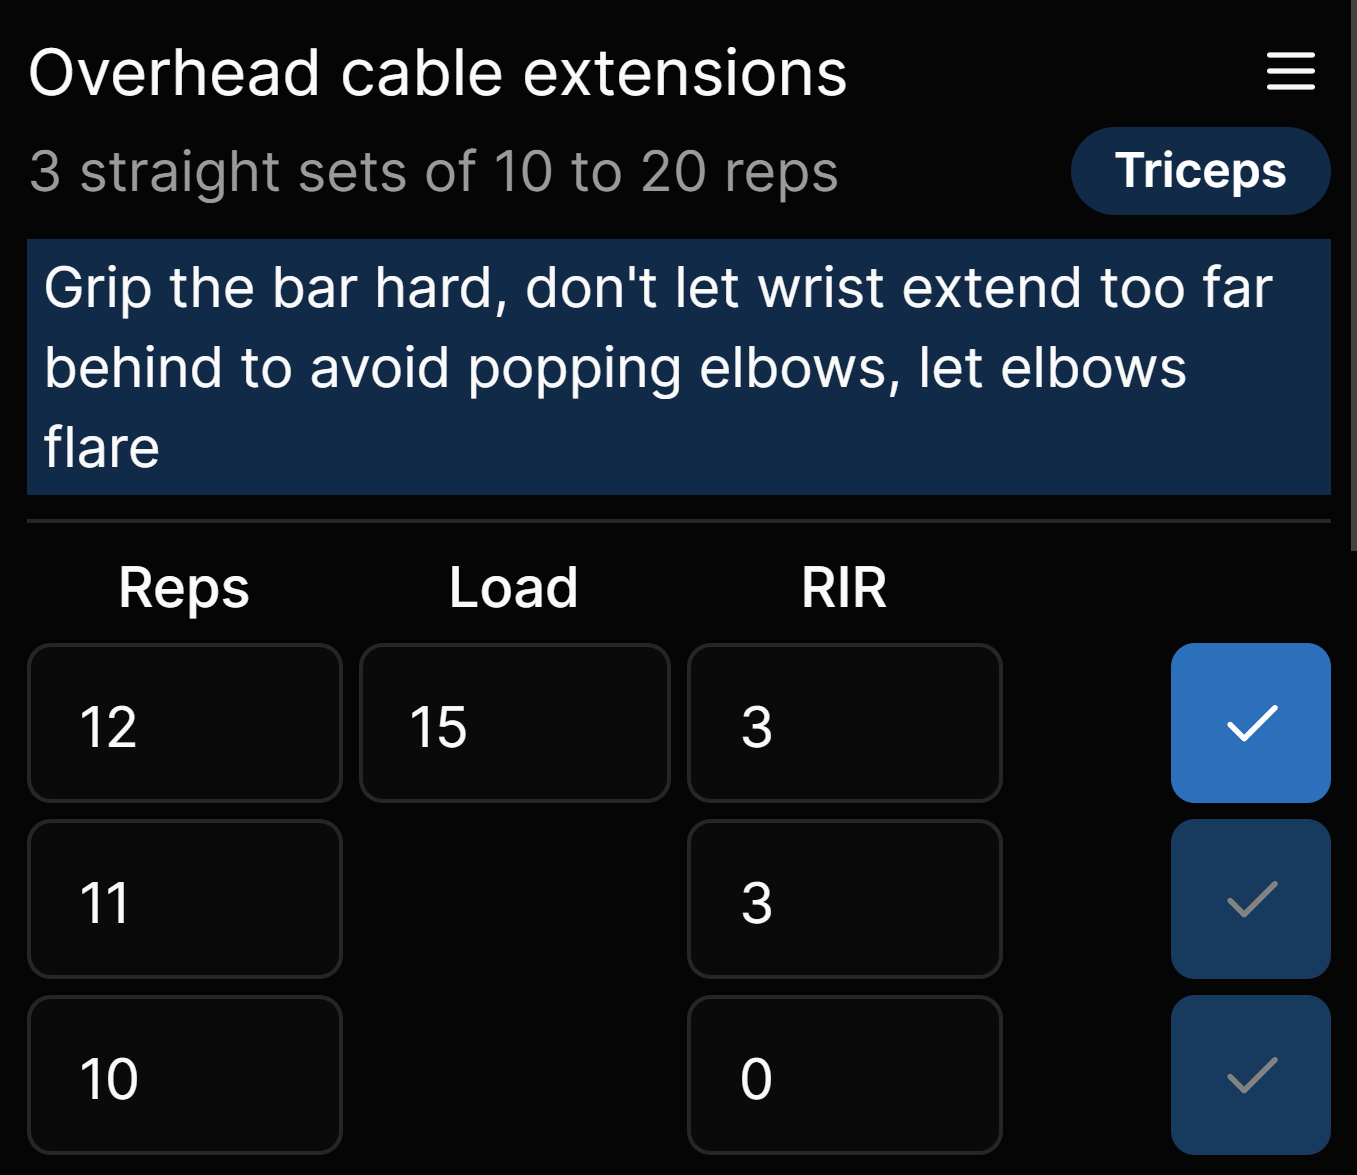 Overhead cable extensions
3 straight sets of 10 to 20 reps
Triceps
Grip the bar hard, don't let wrist extend too far
behind to avoid popping elbows, let elbows
flare
Reps Load RIR
12 15 3
11 3
10 0